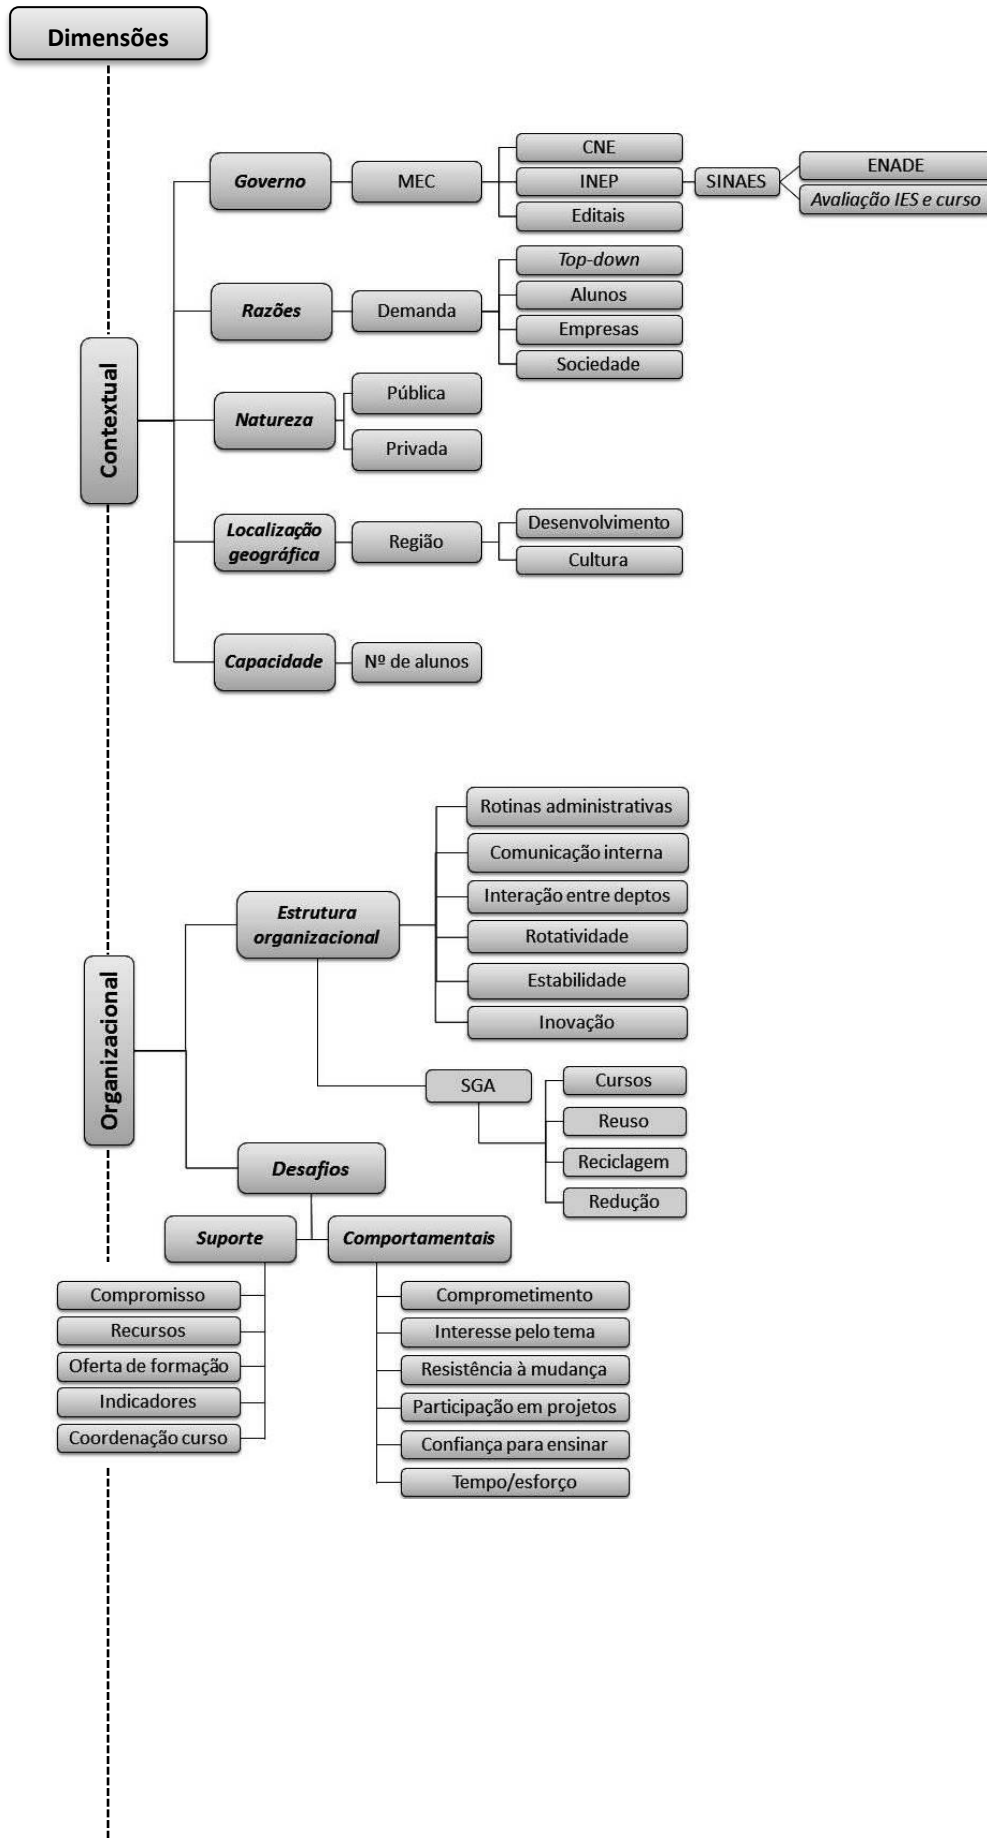 Dimensões
Contextual
Governo
MEC
CNE
INEP
Editais
SINAES
ENADE
Avaliação IES e curso
Razões
Demanda
Top-down
Alunos
Empresas
Sociedade
Natureza
Pública
Privada
Localização
geográfica
Região
Desenvolvimento
Cultura
Capacidade
Nº de alunos
Organizacional
Estrutura
organizacional
Rotinas administrativas
Comunicação interna
Interação entre deptos
Rotatividade
Estabilidade
Inovação
SGA
Cursos
Reuso
Reciclagem
Redução
Desafios
Suporte
Compromisso
Recursos
Oferta de formação
Indicadores
Coordenação curso
Comportamentais
Comprometimento
Interesse pelo tema
Resistência à mudança
Participação em projetos
Confiança para ensinar
Tempo/esforço